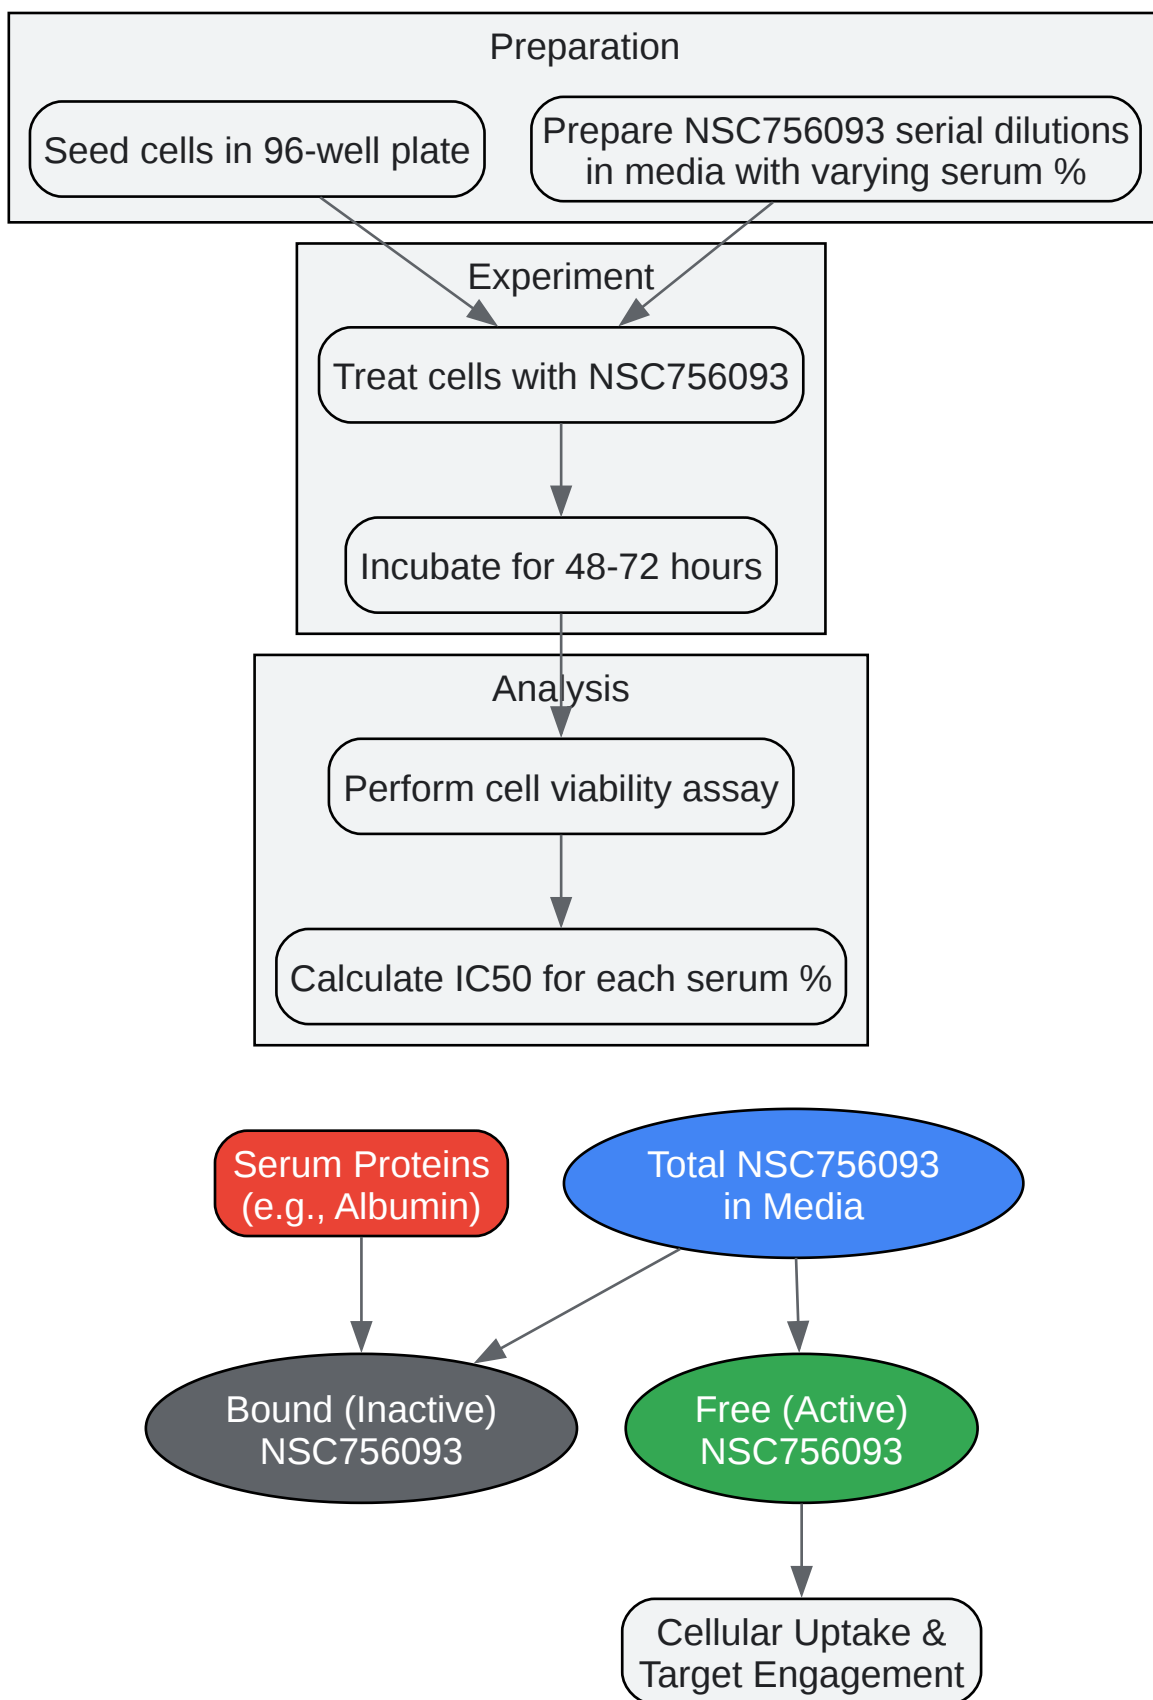 Preparation
Seed cells in 96-well plate
Prepare NSC756093 serial dilutions
in media with varying serum %
Experiment
Treat cells with NSC756093
Incubate for 48-72 hours
Analysis
Perform cell viability assay
Calculate IC50 for each serum %
Serum Proteins
(e.g., Albumin)
Total NSC756093
in Media
Bound (Inactive)
NSC756093
Free (Active)
NSC756093
Cellular Uptake &
Target Engagement